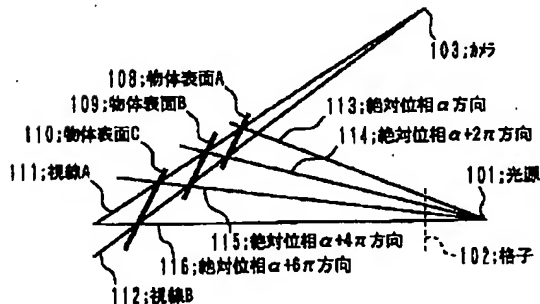 103;カメラ
108;物体表面A
109;物体表面B
110;物体表面C
111;視線A
113;絶対位相α方向
114;絶対位相α+2π方向
101;光源
115;絶対位相α+4π方向
116;絶対位相α+6π方向
102;格子
112;視線B